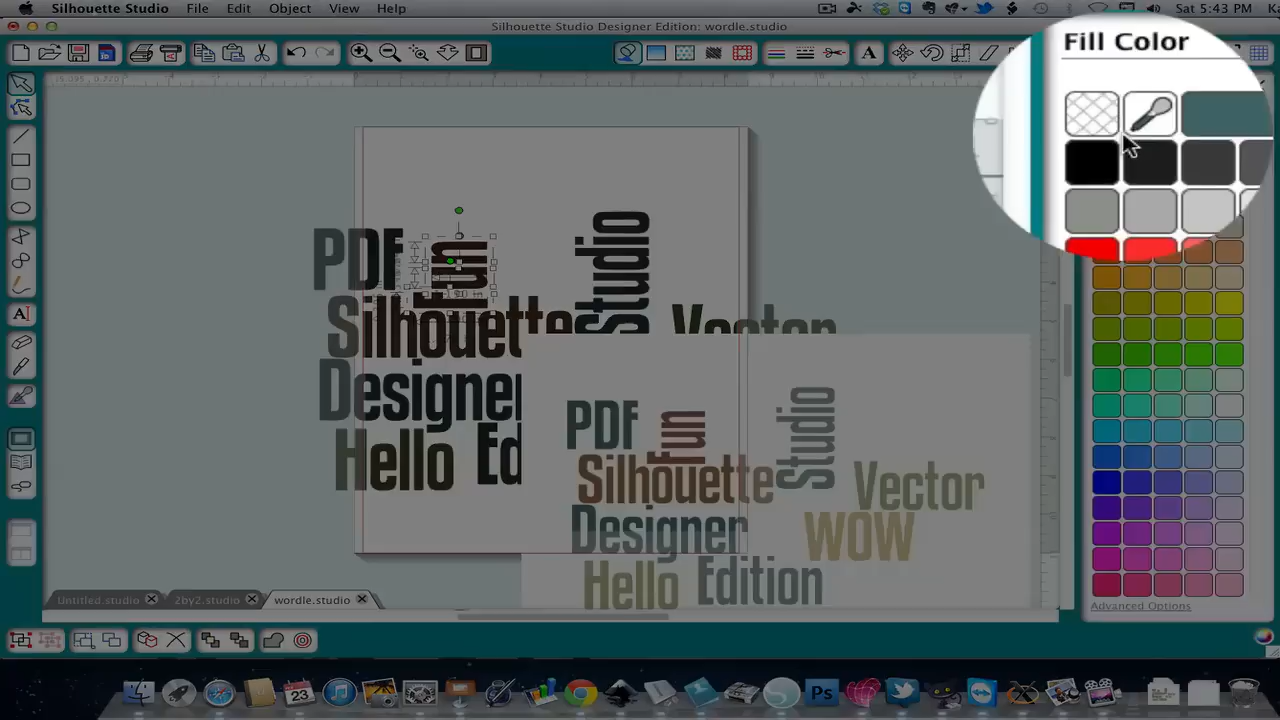 Silhouette Studio File Edit Object View Help
Sat 5:43 PM
Silhouette Studio Designer Edition: wordle.studio
Fill Color
PDF
fun
Studio
Silhouette
Vector
Designer
Hello
Ed
PDF
fun
Studio
Silhouette
Vector
Designer
WOW
Hello
Edition
Untitled.studio
2by2.studio
wordle.studio
Advanced Options
23
Ps